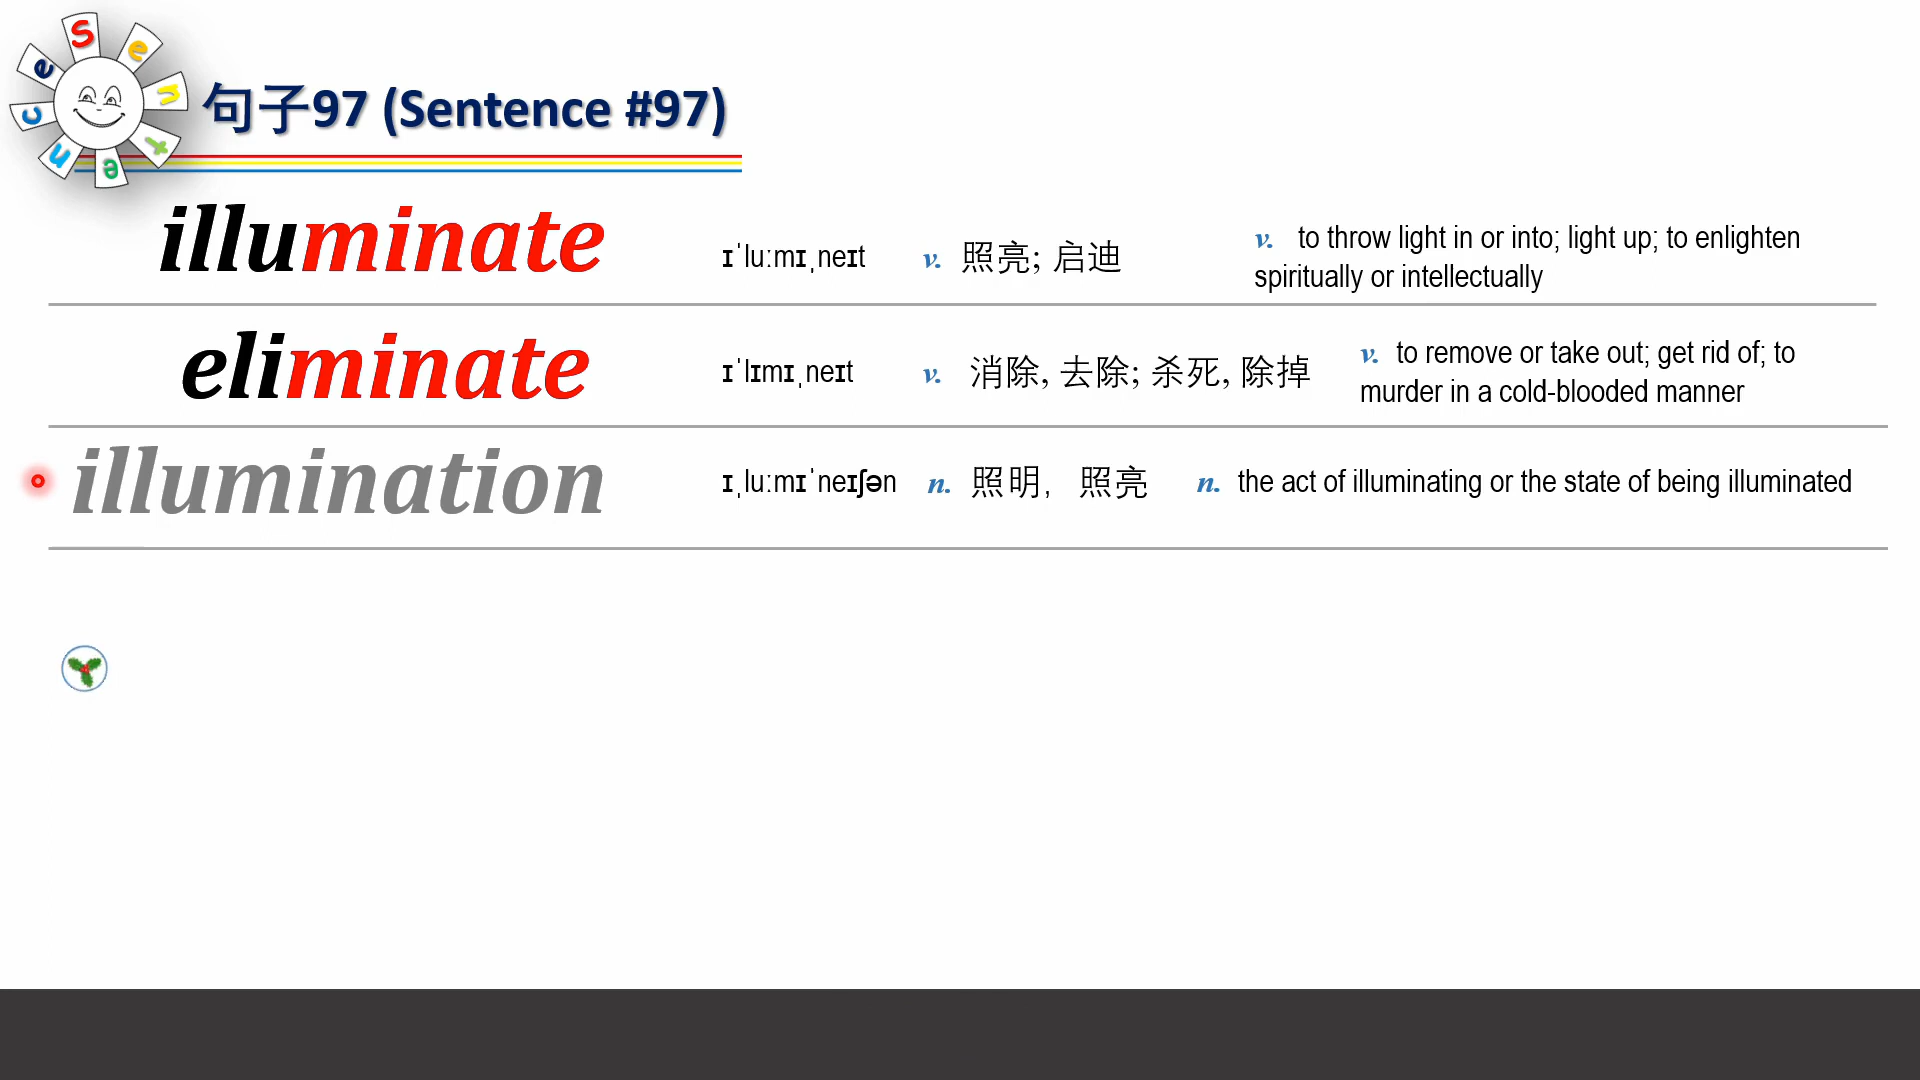 Sentence
句子97 (Sentence #97)
illuminate ɪˈluːmɪˌneɪt v. 照亮; 启迪 v. to throw light in or into; light up; to enlighten
spiritually or intellectually
eliminate ɪˈlɪmɪˌneɪt v. 消除, 去除; 杀死, 除掉 v. to remove or take out; get rid of; to
murder in a cold-blooded manner
illumination ɪˌluːmɪˈneɪʃən n. 照明, 照亮 n. the act of illuminating or the state of being illuminated